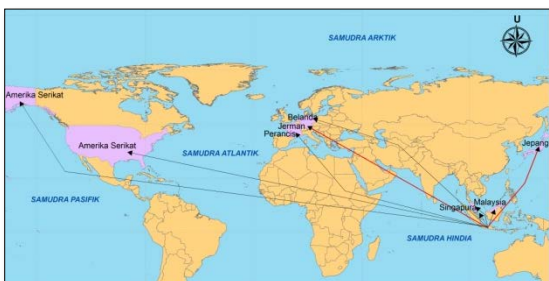 U
SAMUDRA ARKTIK
Amerika Serikat
Belanda
Jerman
Perancis
Amerika Serikat
SAMUDRA ATLANTIK
Jepang
SAMUDRA PASIFIK
Malaysia
Singapura
SAMUDRA HINDIA